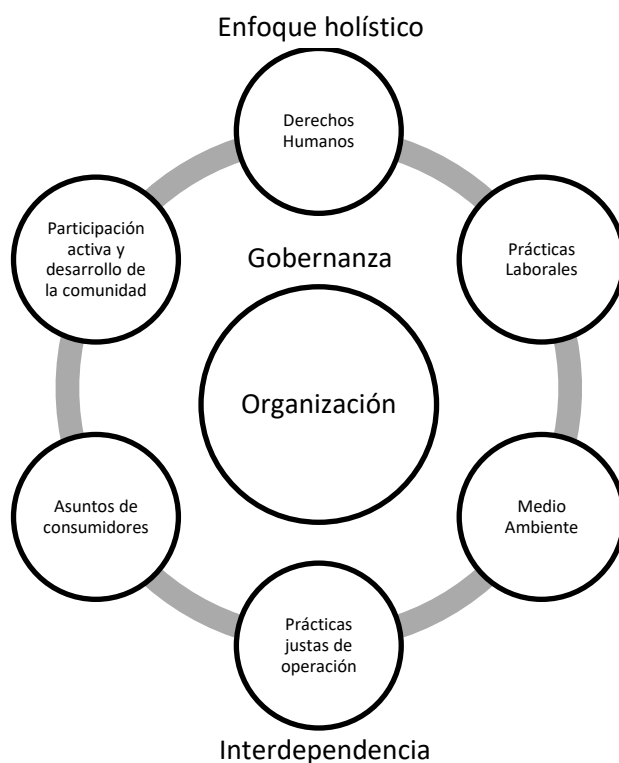 Enfoque holístico
Derechos
Humanos
Participación
activa y
desarrollo de
la comunidad
Gobernanza
Prácticas
Laborales
Organización
Asuntos de
consumidores
Medio
Ambiente
Prácticas
justas de
operación
Interdependencia